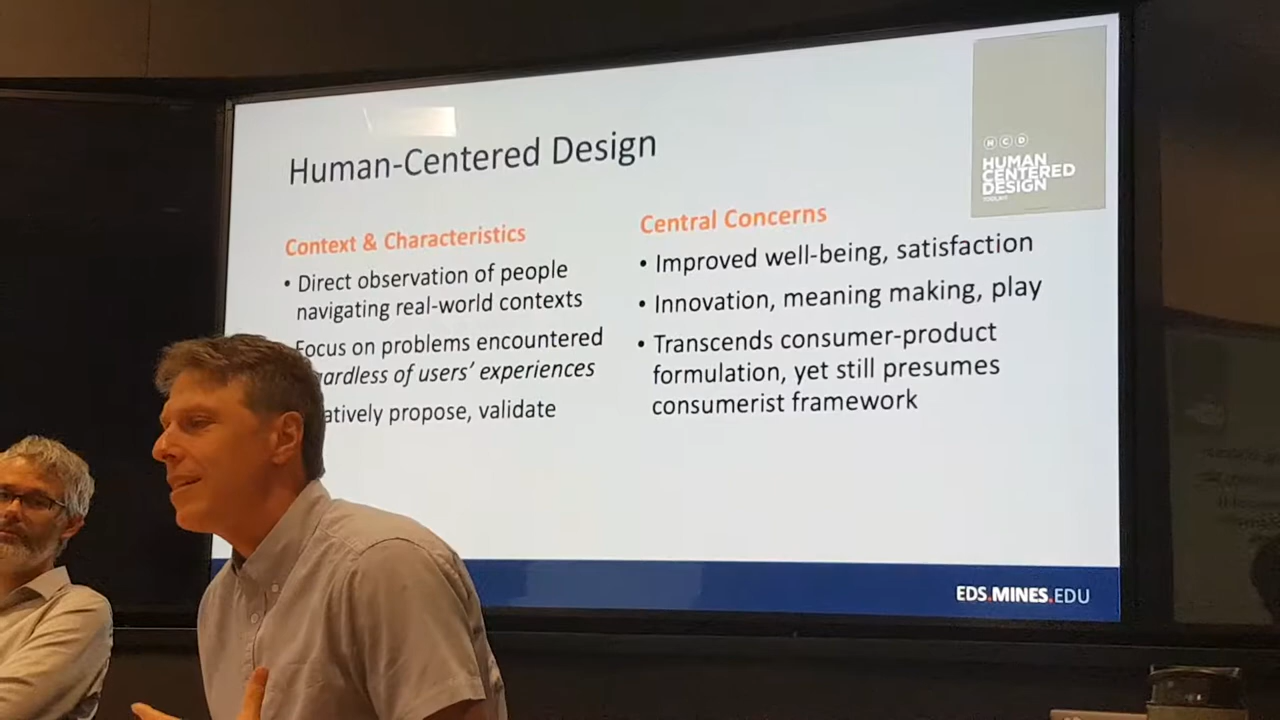 Human-Centered Design
Context & Characteristics
• Direct observation of people
navigating real-world contexts
Focus on problems encountered
users' experiences
of
propose, validate
Central Concerns
• Improved well-being, satisfaction
• Innovation, meaning making, play
• Transcends consumer-product
formulation, yet still presumes
consumerist framework
H C D
HUMAN
CENTERED
DESIGN
TOOLKIT
EDS.MINES.EDU